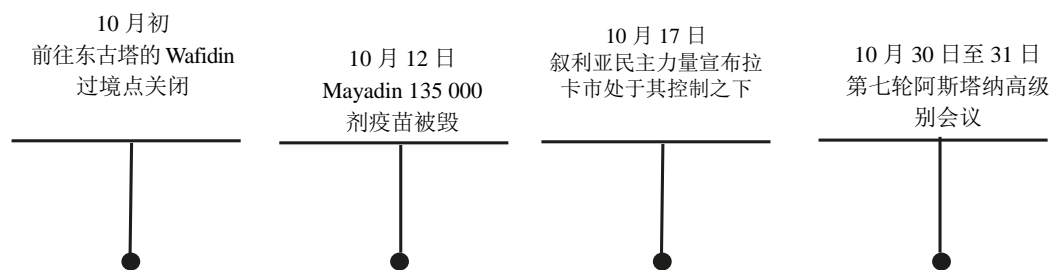 10 月初
前往东古塔的 Wafidin
过境点关闭
10 月 12 日
Mayadin 135 000
剂疫苗被毁
10 月 17 日
叙利亚民主力量宣布拉
卡市处于其控制之下
10 月 30 日至 31 日
第七轮阿斯塔纳高级
别会议